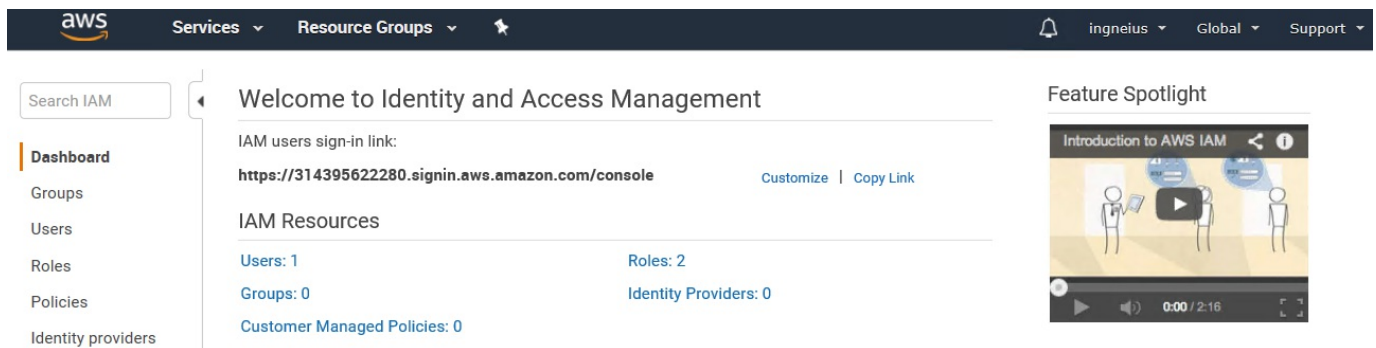 aws Services Resource Groups ingneius Global Support
Search IAM
Dashboard
Groups
Users
Roles
Policies
Identity providers
Welcome to Identity and Access Management
IAM users sign-in link:
https://314395622280.signin.aws.amazon.com/console Customize | Copy Link
IAM Resources
Users: 1 Roles: 2
Groups: 0 Identity Providers: 0
Customer Managed Policies: 0
Feature Spotlight
Introduction to AWS IAM
0:00 / 2:16